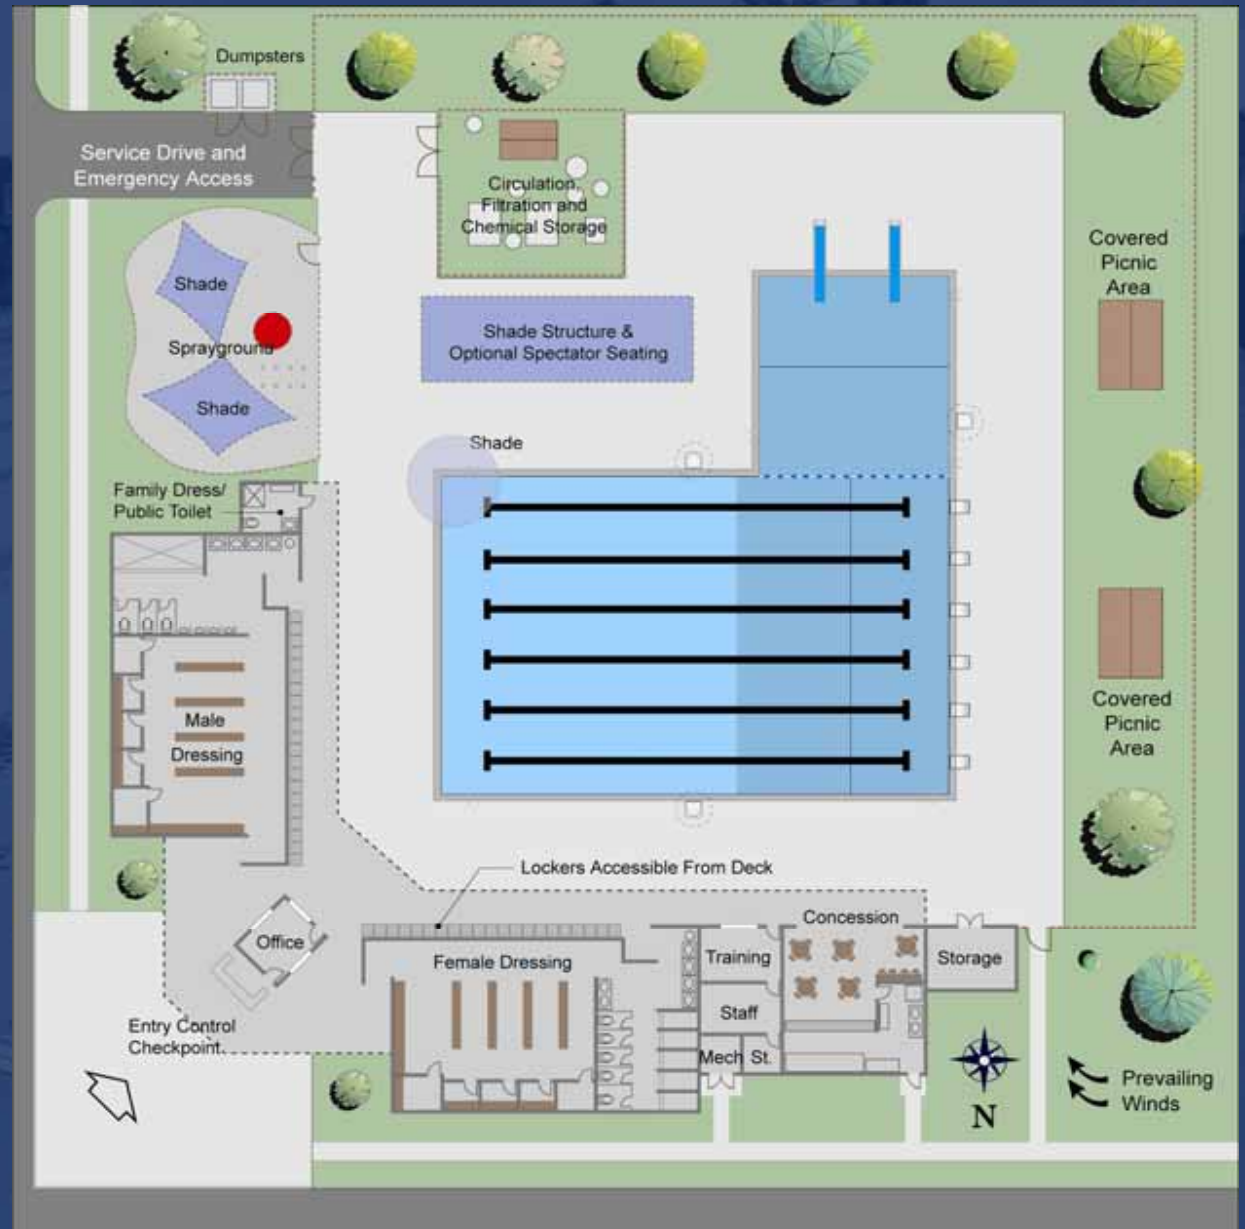 Dumpsters
Service Drive and
Emergency Access
Circulation,
Filtration and
Chemical Storage
Covered
Picnic
Area
Shade
Shade Structure &
Optional Spectator Seating
Sprayground
Shade
Shade
Family Dress/
Public Toilet
Covered
Picnic
Area
Male
Dressing
Lockers Accessible From Deck
Concession
Office
Female Dressing
Training
Storage
Staff
Entry Control
Checkpoint.
Mech
St.
Prevailing
Winds
N